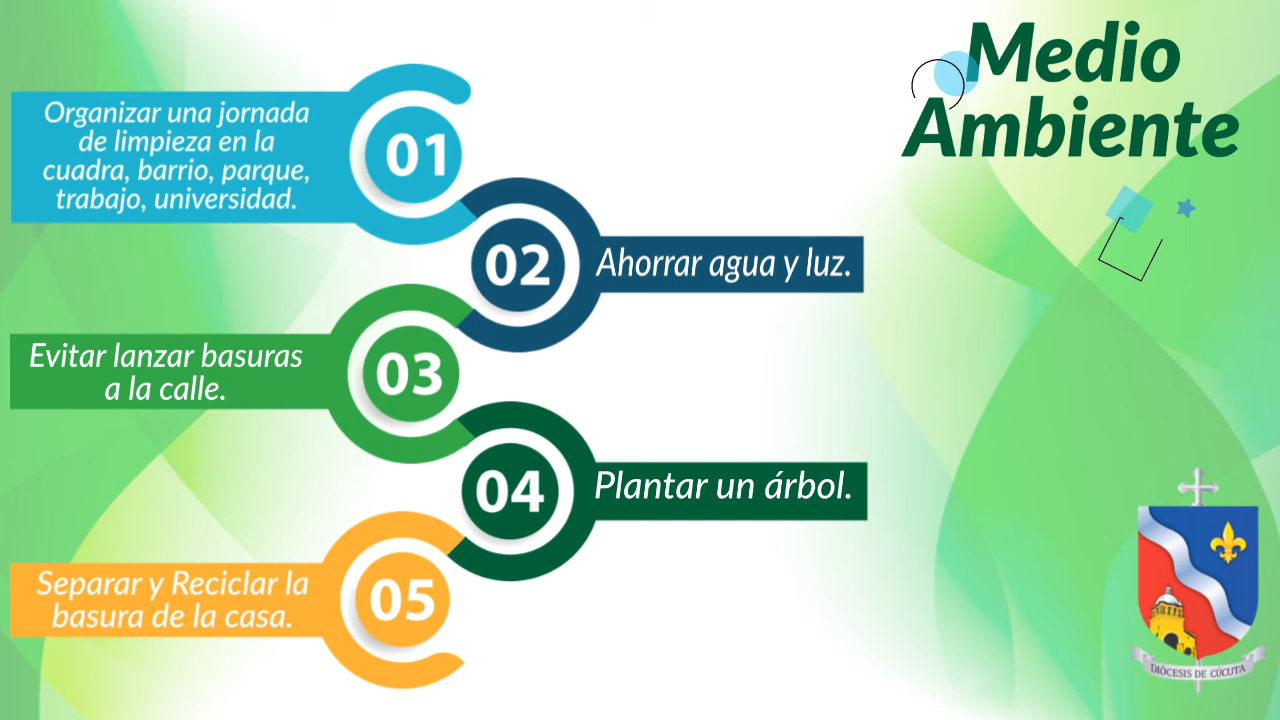 Medio
Ambiente
01
Organizar una jornada
de limpieza en la
cuadra, barrio, parque,
trabajo, universidad.
02
Ahorrar agua y luz.
03
Evitar lanzar basuras
a la calle.
04
Plantar un árbol.
05
Separar y Reciclar la
basura de la casa.
DIÓCESIS DE CÚCUTA